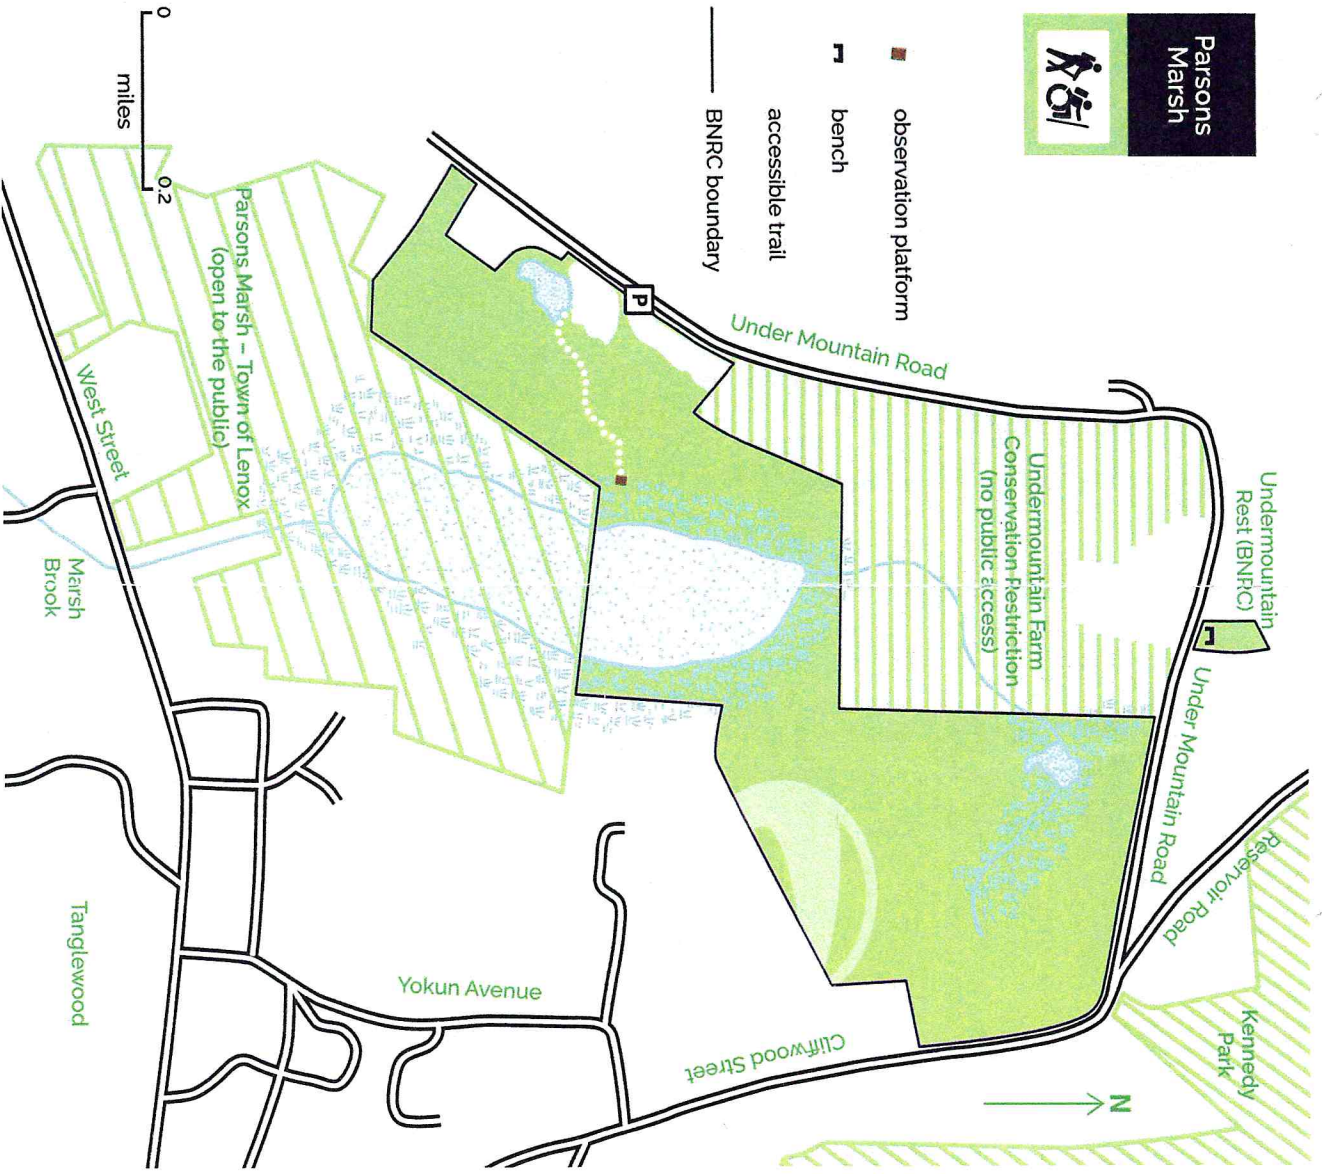 Parsons
Marsh
observation platform
bench
accessible trail
BNRC boundary
0
0.2
miles
P
Under Mountain Road
Undermountain
Rest (BNRC)
Undermountain Farm
Conservation Restriction
(no public access)
Under Mountain Road
Reservoir Road
Kennedy
Park
N
Parsons Marsh – Town of Lenox
(open to the public)
West Street
Marsh
Brook
Yokun Avenue
Cliffwood Street
Tanglewood